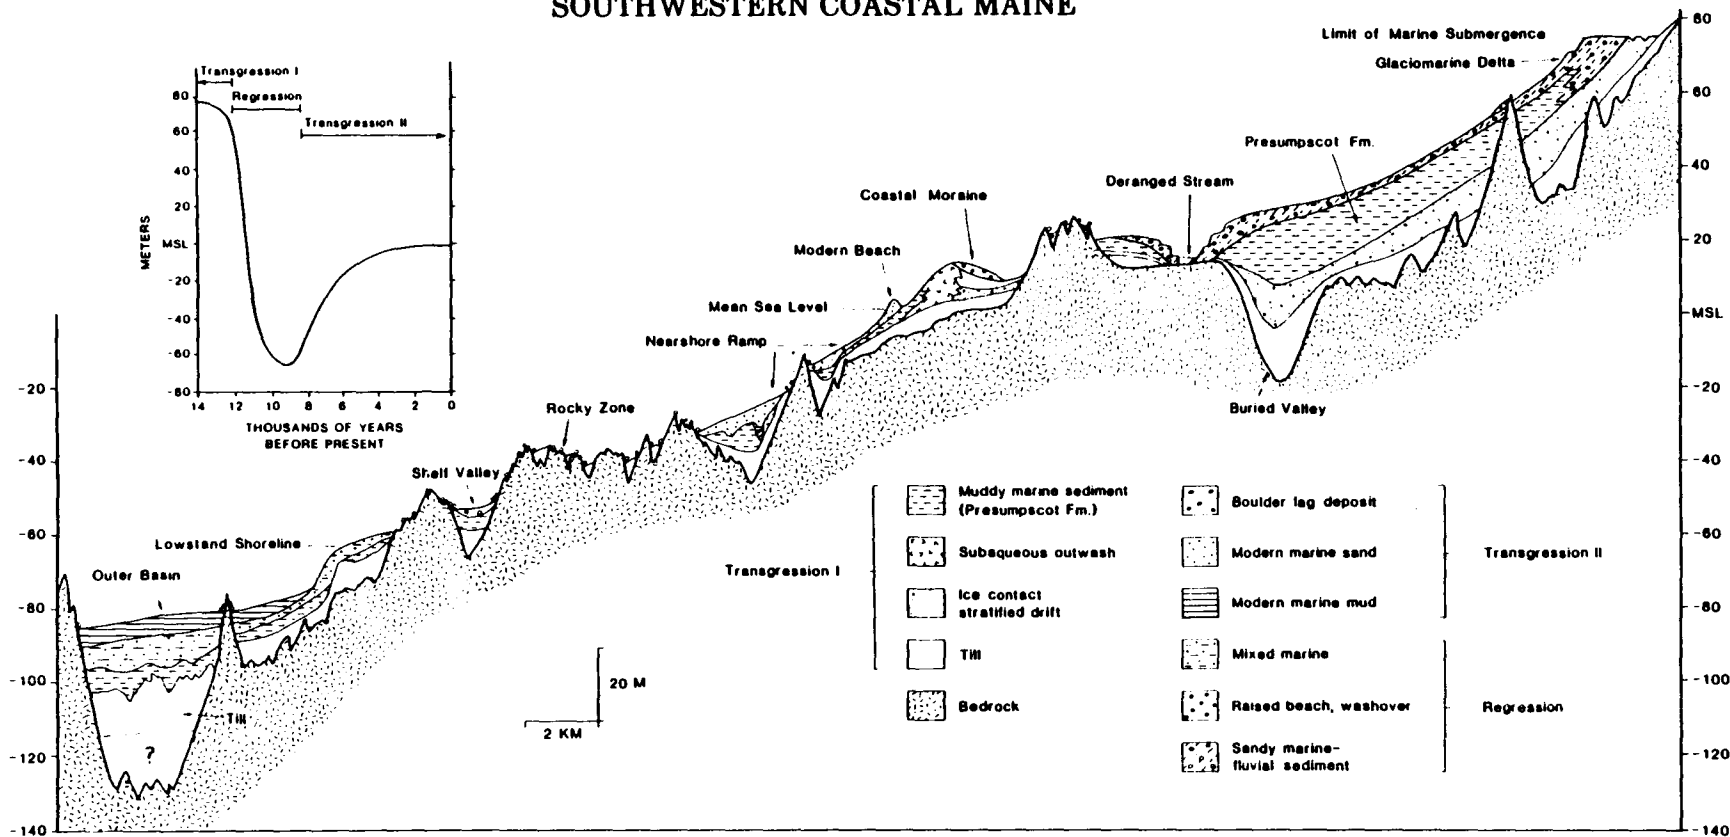 SOUTHWESTERN COASTAL MAINE
Transgression I
Regression
Transgression II
METERS
80
60
40
20
MSL
-20
-40
-60
-80
14 12 10 8 6 4 2 0
THOUSANDS OF YEARS
BEFORE PRESENT
Limit of Marine Submergence
Glaciomarine Delta
Presumpscot Fm.
Deranged Stream
Coastal Moraine
Modern Beach
Mean Sea Level
Nearshore Ramp
Rocky Zone
Shelf Valley
Lowstand Shoreline
Outer Basin
Till
?
Buried Valley
-20
-40
-60
-80
-100
-120
-140
80
60
40
20
MSL
-20
-40
-60
-80
-100
-120
-140
20 M
2 KM
Transgression I
Muddy marine sediment
(Presumpscot Fm.)
Subaqueous outwash
Ice contact
stratified drift
Till
Bedrock
Boulder lag deposit
Modern marine sand
Modern marine mud
Transgression II
Mixed marine
Raised beach, washover
Sandy marine-
fluvial sediment
Regression